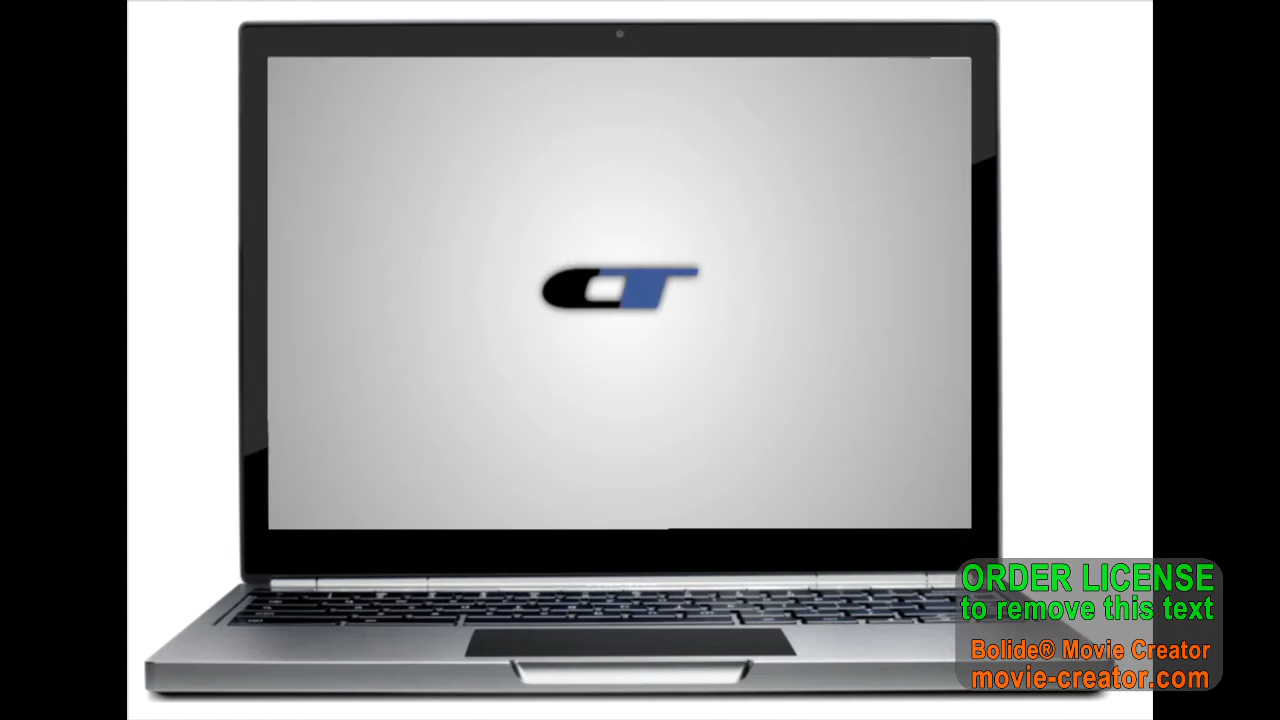 CT
ORDER LICENSE
to remove this text
Bolide® Movie Creator
movie-creator.com